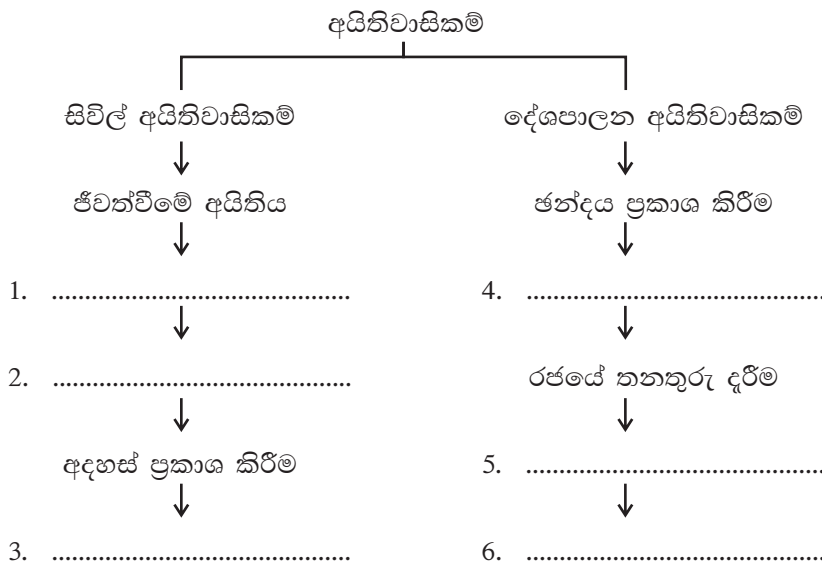 අයිතිවාසිකම්
සිවිල් අයිතිවාසිකම්
ජීවත්වීමේ අයිතිය
1. .............................................
2. .............................................
අදහස් ප්‍රකාශ කිරීම
3. .............................................
දේශපාලන අයිතිවාසිකම්
ඡන්දය ප්‍රකාශ කිරීම
4. .............................................
රජයේ තනතුරු දැරීම
5. .............................................
6. .............................................